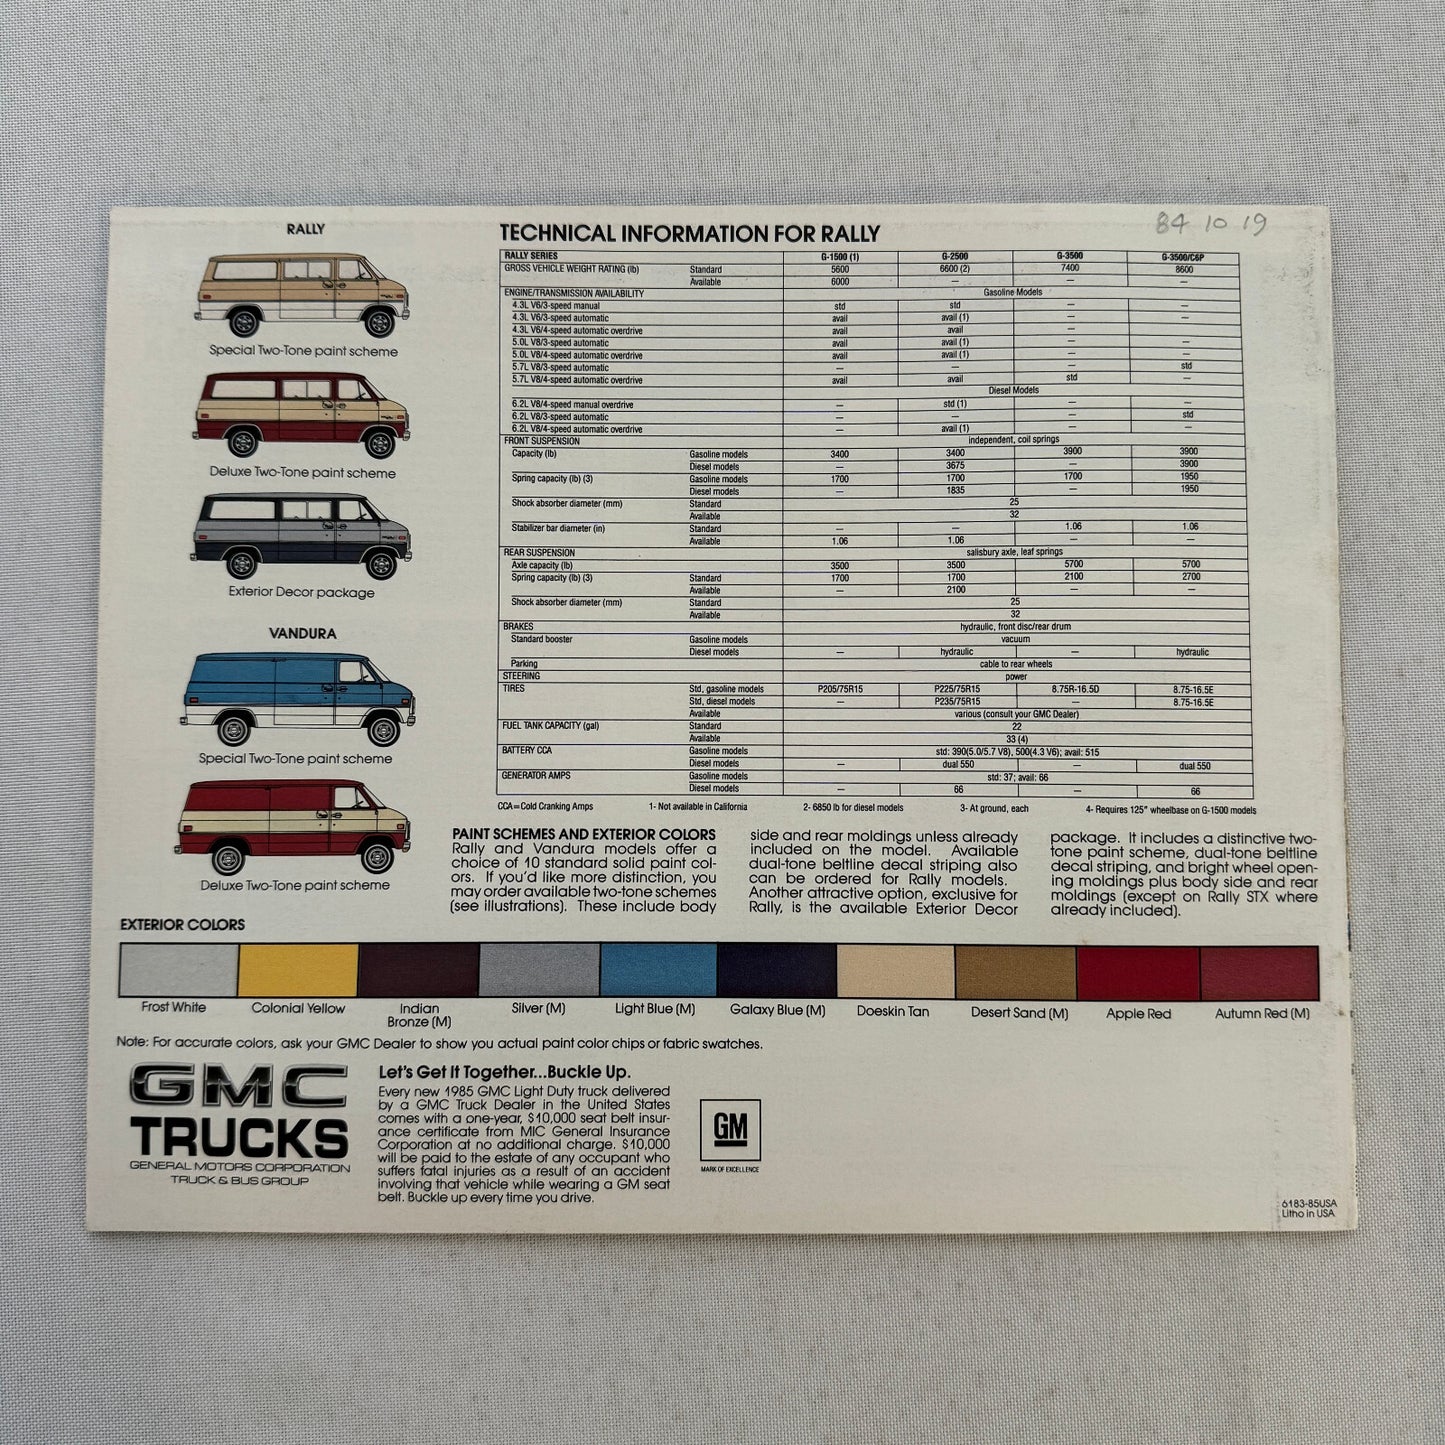 84 10 19
RALLY
Special Two-Tone paint scheme
Deluxe Two-Tone paint scheme
Exterior Decor package
VANDURA
Special Two-Tone paint scheme
Deluxe Two-Tone paint scheme
TECHNICAL INFORMATION FOR RALLY
RALLY SERIES G-1500 (1) G-2500 G-3500 G-3500/C6P
GROSS VEHICLE WEIGHT RATING (lb) Standard 5600 6600 (2) 7400 8600
Available 6000 — — —
ENGINE/TRANSMISSION AVAILABILITY Gasoline Models
4.3L V6/3-speed manual std std — —
4.3L V6/3-speed automatic avail avail (1) — —
4.3L V6/4-speed automatic overdrive avail avail —
5.0L V8/3-speed automatic avail avail (1) — —
5.0L V8/4-speed automatic overdrive avail avail (1) — —
5.7L V8/3-speed automatic — — — std
5.7L V8/4-speed automatic overdrive avail avail std —
Diesel Models
6.2L V8/4-speed manual overdrive — std (1) — —
6.2L V8/3-speed automatic — — — std
6.2L V8/4-speed automatic overdrive — avail (1) — —
FRONT SUSPENSION independent, coil springs
Capacity (lb) Gasoline models 3400 3400 3900 3900
Diesel models — 3675 — 3900
Spring capacity (lb) (3) Gasoline models 1700 1700 1700 1950
Diesel models — 1835 — 1950
Shock absorber diameter (mm) Standard 25
Available 32
Stabilizer bar diameter (in) Standard — — 1.06 1.06
Available 1.06 1.06 — —
REAR SUSPENSION salisbury axle, leaf springs
Axle capacity (lb) 3500 3500 5700 5700
Spring capacity (lb) (3) Standard 1700 1700 2100 2700
Available — 2100 — —
Shock absorber diameter (mm) Standard 25
Available 32
BRAKES hydraulic, front disc/rear drum
Standard booster Gasoline models vacuum
Diesel models — hydraulic — hydraulic
Parking cable to rear wheels
STEERING power
TIRES Std, gasoline models P205/75R15 P225/75R15 8.75R-16.5D 8.75-16.5E
Std, diesel models — P235/75R15 — 8.75-16.5E
Available various (consult your GMC Dealer)
FUEL TANK CAPACITY (gal) Standard 22
Available 33 (4)
BATTERY CCA Gasoline models std: 390(5.0/5.7 V8), 500(4.3 V6); avail: 515
Diesel models — dual 550 — dual 550
GENERATOR AMPS Gasoline models std: 37; avail: 66
Diesel models — 66 — 66
CCA=Cold Cranking Amps 1- Not available in California 2- 6850 lb for diesel models 3- At ground, each 4- Requires 125" wheelbase on G-1500 models
PAINT SCHEMES AND EXTERIOR COLORS
Rally and Vandura models offer a
choice of 10 standard solid paint col-
ors. If you'd like more distinction, you
may order available two-tone schemes
(see illustrations). These include body
side and rear moldings unless already
included on the model. Available
dual-tone beltline decal striping also
can be ordered for Rally models.
Another attractive option, exclusive for
Rally, is the available Exterior Decor
package. It includes a distinctive two-
tone paint scheme, dual-tone beltline
decal striping, and bright wheel open-
ing moldings plus body side and rear
moldings (except on Rally STX where
already included).
EXTERIOR COLORS
Frost White
Colonial Yellow
Indian
Bronze (M)
Silver (M)
Light Blue (M)
Galaxy Blue (M)
Doeskin Tan
Desert Sand (M)
Apple Red
Autumn Red (M)
Note: For accurate colors, ask your GMC Dealer to show you actual paint color chips or fabric swatches.
GMC
TRUCKS
GENERAL MOTORS CORPORATION
TRUCK & BUS GROUP
Let's Get It Together...Buckle Up.
Every new 1985 GMC Light Duty truck delivered
by a GMC Truck Dealer in the United States
comes with a one-year, $10,000 seat belt insur-
ance certificate from MIC General Insurance
Corporation at no additional charge. $10,000
will be paid to the estate of any occupant who
suffers fatal injuries as a result of an accident
involving that vehicle while wearing a GM seat
belt. Buckle up every time you drive.
GM
MARK OF EXCELLENCE
6183-85USA
Litho in USA